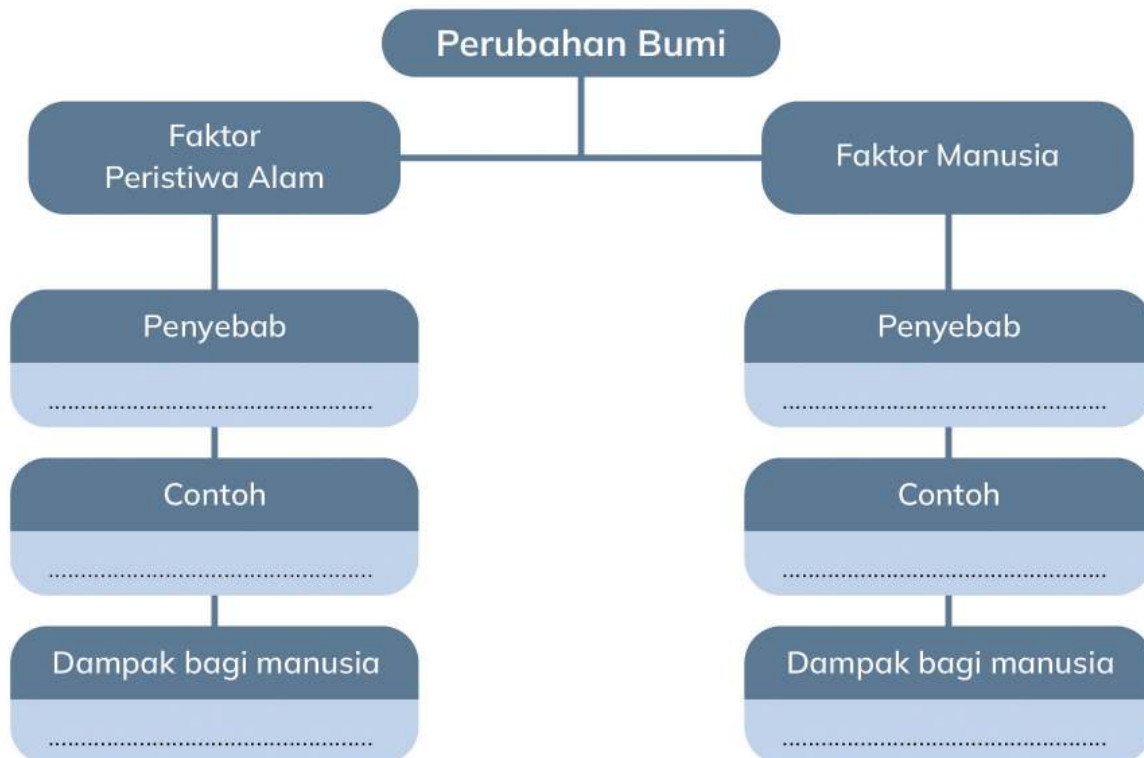 Perubahan Bumi
Faktor
Peristiwa Alam
Faktor Manusia
Penyebab
..................................................
Penyebab
..................................................
Contoh
..................................................
Contoh
..................................................
Dampak bagi manusia
..................................................
Dampak bagi manusia
..................................................